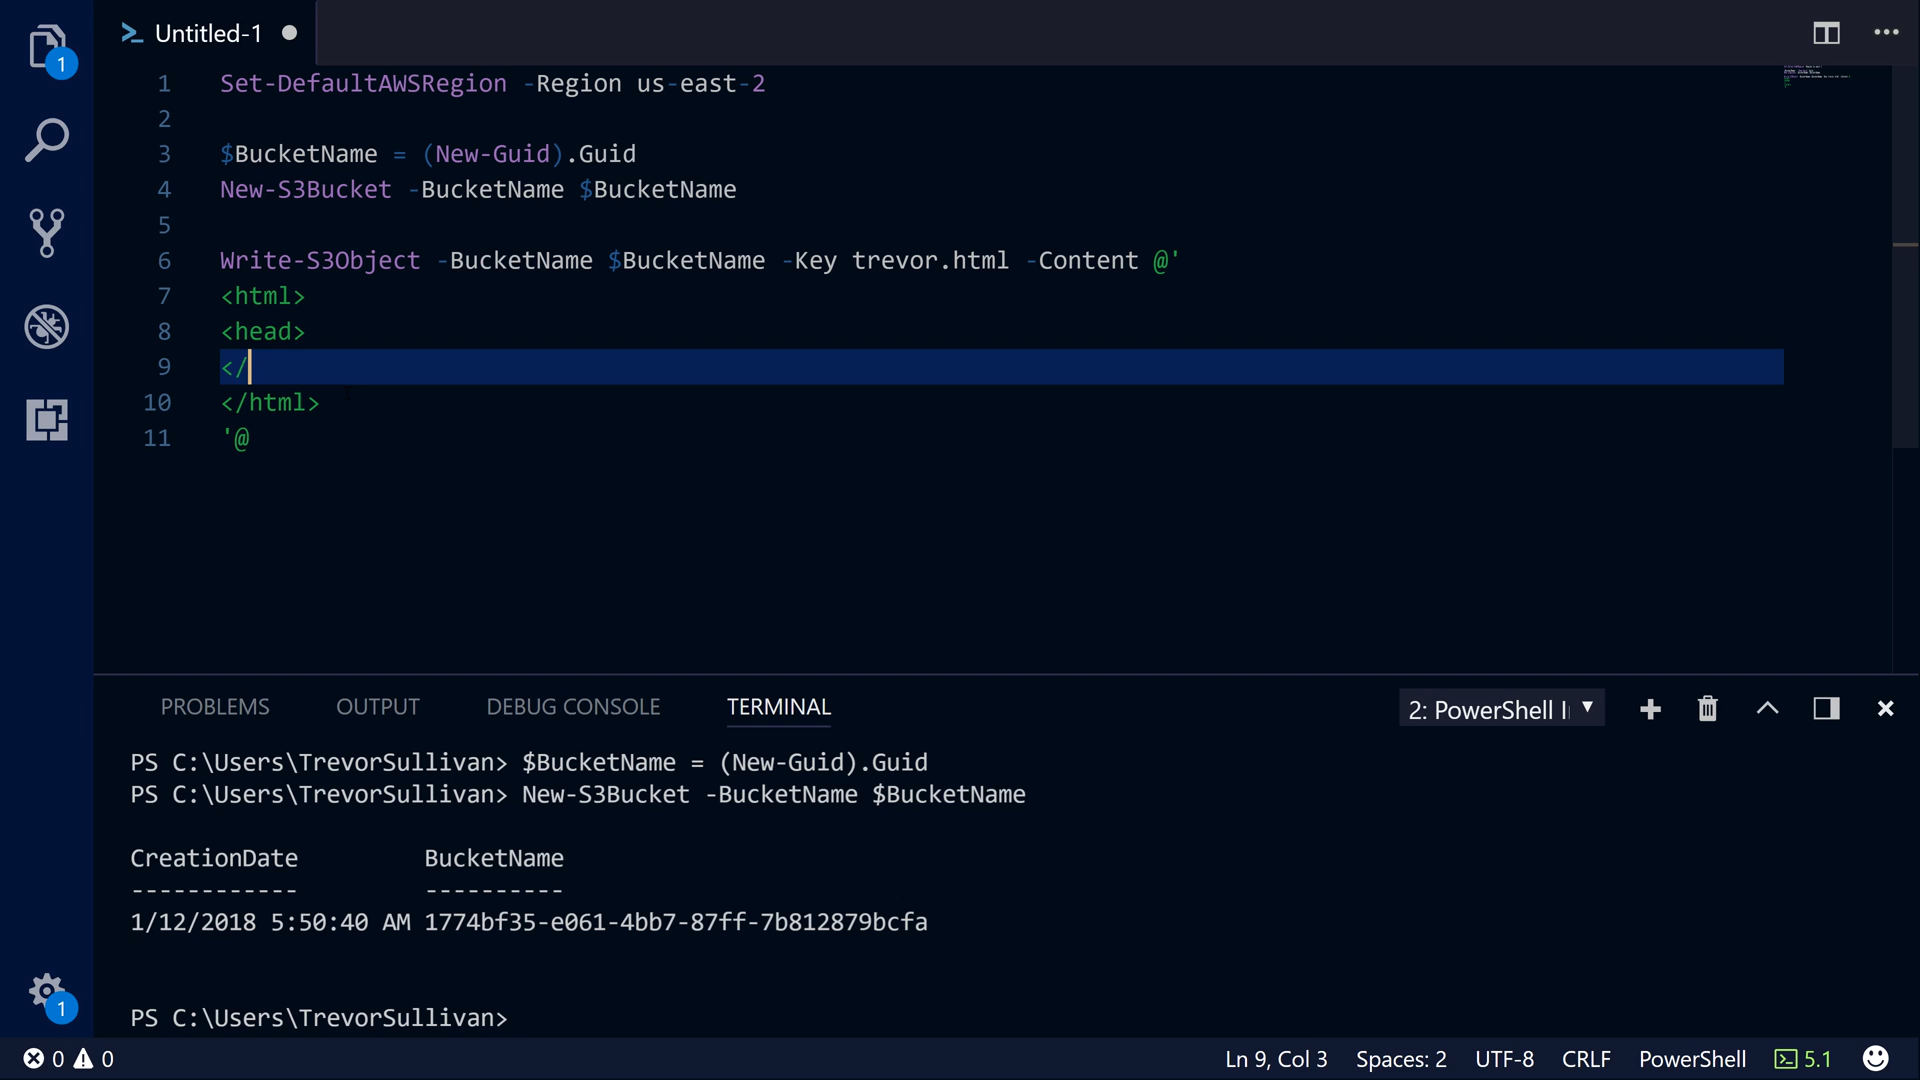 1
Untitled-1
1 Set-DefaultAWSRegion -Region us-east-2
2
3 $BucketName = (New-Guid).Guid
4 New-S3Bucket -BucketName $BucketName
5
6 Write-S3Object -BucketName $BucketName -Key trevor.html -Content @'
7 <html>
8 <head>
9 </
10 </html>
11 '@
PROBLEMS OUTPUT DEBUG CONSOLE TERMINAL 2: PowerShell I
PS C:\Users\TrevorSullivan> $BucketName = (New-Guid).Guid
PS C:\Users\TrevorSullivan> New-S3Bucket -BucketName $BucketName
CreationDate BucketName
------------ ----------
1/12/2018 5:50:40 AM 1774bf35-e061-4bb7-87ff-7b812879bcfa
PS C:\Users\TrevorSullivan>
1
0 0 Ln 9, Col 3 Spaces: 2 UTF-8 CRLF PowerShell 5.1